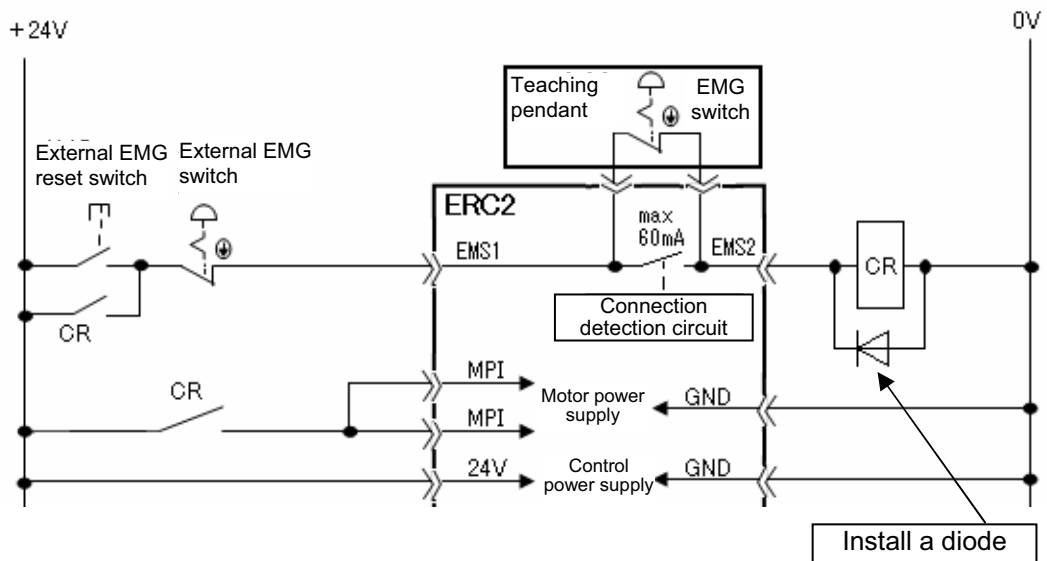 +24V
0V
Teaching
pendant
EMG
switch
External EMG
reset switch
External EMG
switch
ERC2
max
60mA
EMS1
EMS2
CR
CR
Connection
detection circuit
CR
MPI
Motor power
supply
GND
MPI
24V
Control
power supply
GND
Install a diode